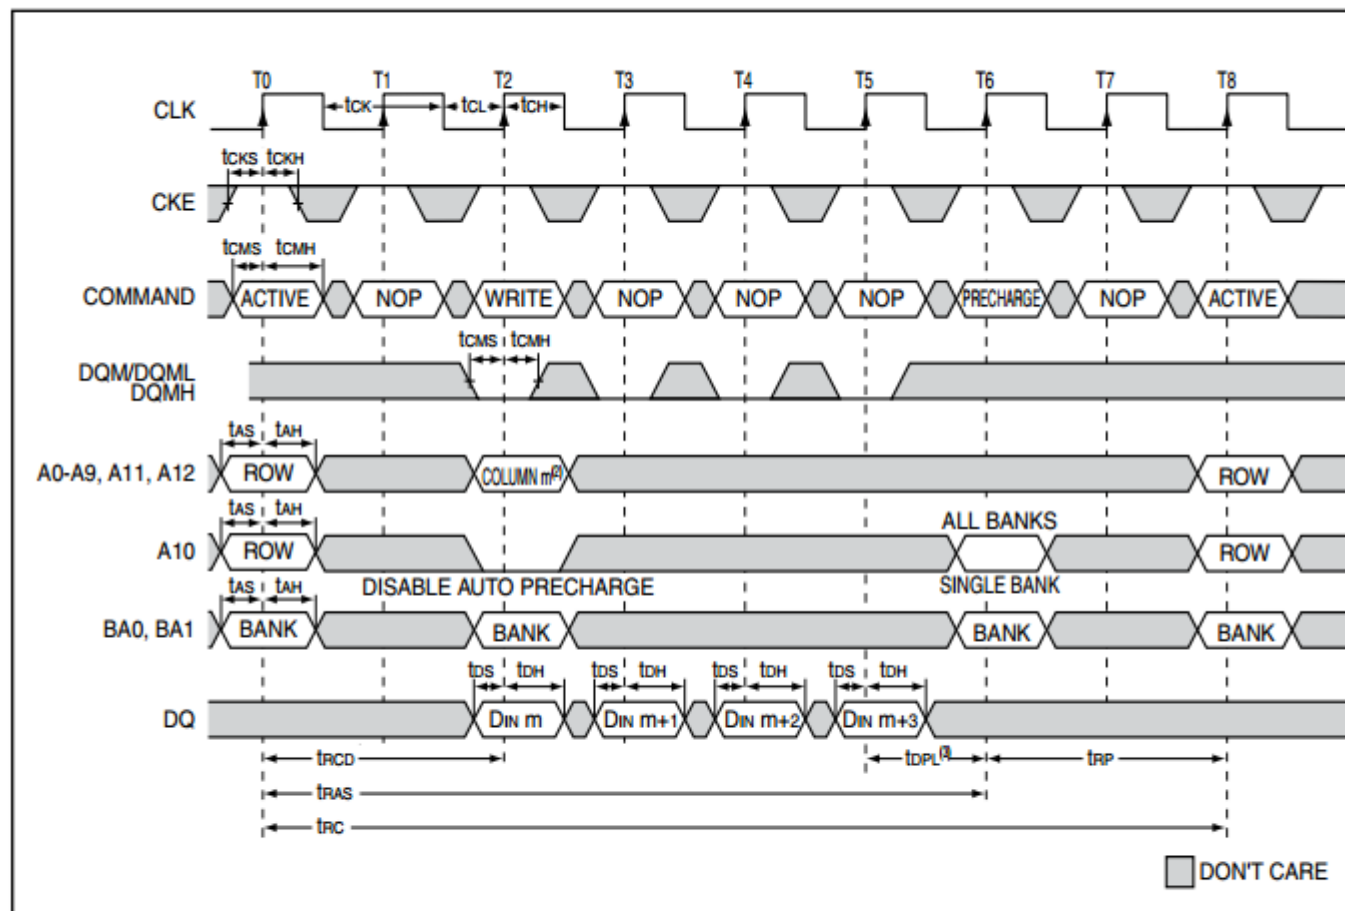 T0 T1 T2 T3 T4 T5 T6 T7 T8
CLK tCK tCL tCH
tCKS tCKH
CKE
tCMS tCMH
COMMAND ACTIVE NOP WRITE NOP NOP NOP PRECHARGE NOP ACTIVE
tCMS tCMH
DQM/DQML
DQMH
tAS tAH
A0-A9, A11, A12 ROW COLUMN m(2) ROW
tAS tAH ALL BANKS
A10 ROW ROW
DISABLE AUTO PRECHARGE SINGLE BANK
tAS tAH
BA0, BA1 BANK BANK BANK BANK
tDS tDH tDS tDH tDS tDH tDS tDH
DQ DIN m DIN m+1 DIN m+2 DIN m+3
tRCD tDPL(3) tRP
tRAS
tRC
DON'T CARE